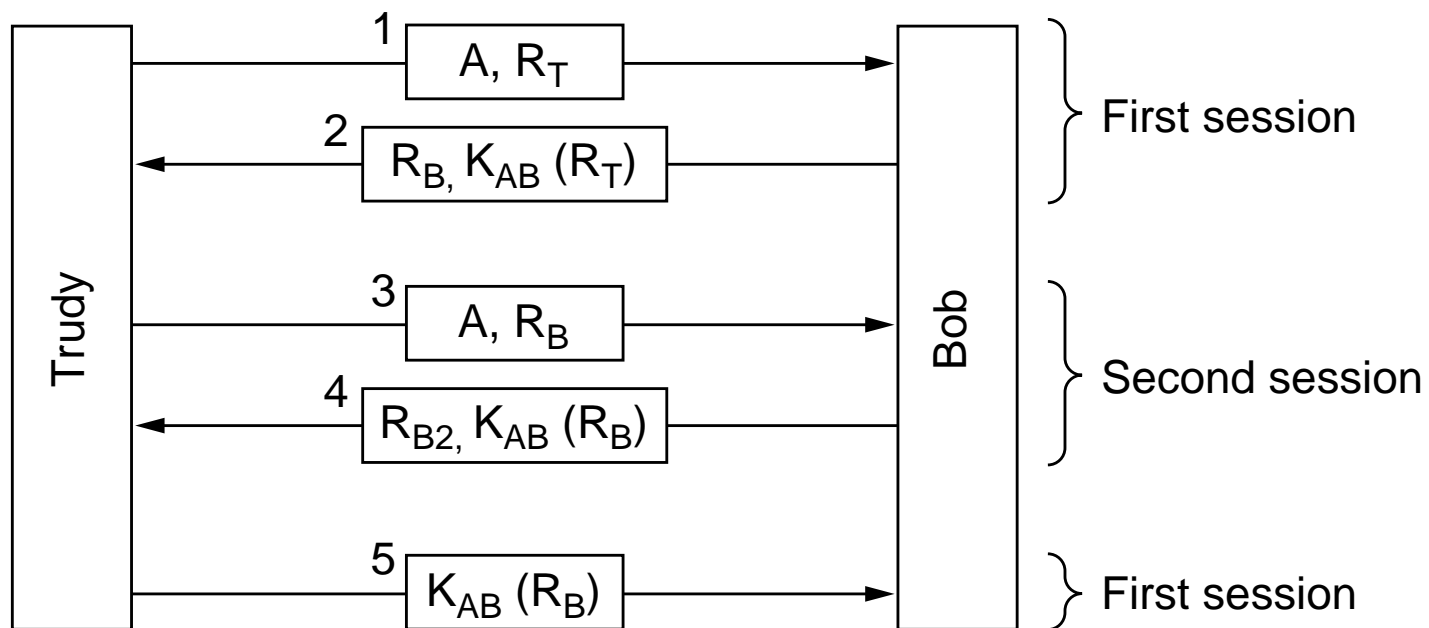 1
A, R_T
First session
2
R_B, K_AB (R_T)
Trudy
Bob
3
A, R_B
Second session
4
R_B2, K_AB (R_B)
5
K_AB (R_B)
First session